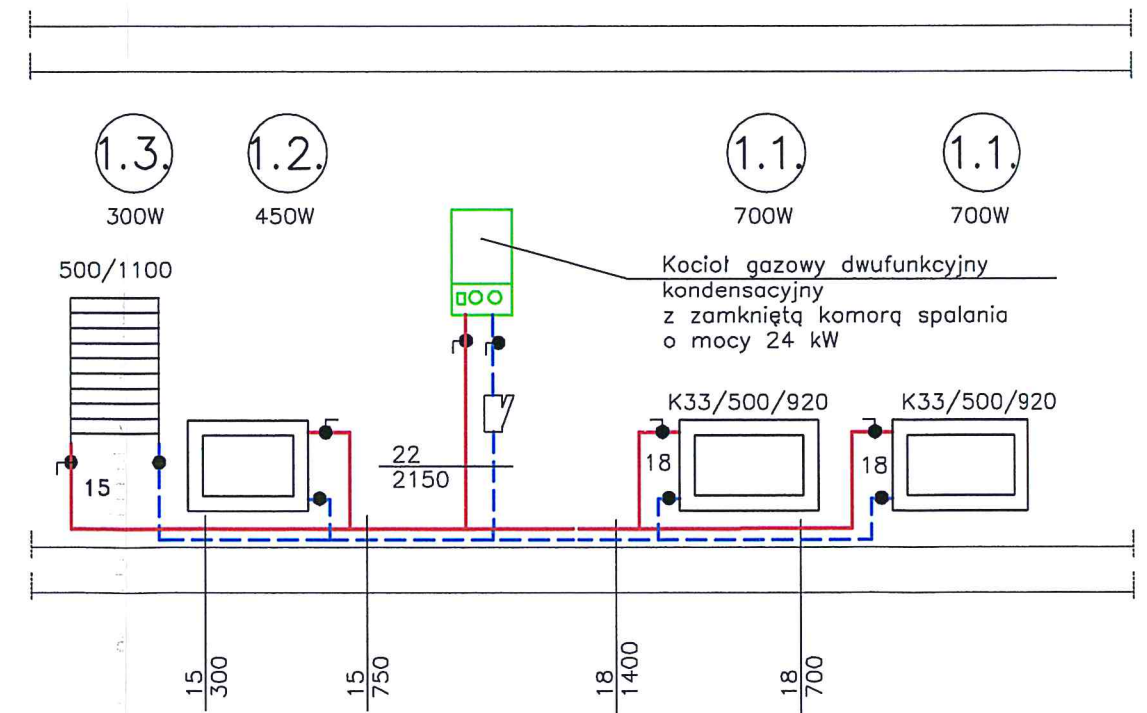 1.3. 1.2. 1.1. 1.1.
300W 450W 700W 700W
500/1100
Kocioł gazowy dwufunkcyjny
kondensacyjny
z zamkniętą komorą spalania
o mocy 24 kW
K33/500/920 K33/500/920
22
2150
18 18
15
15
300
15
750
18
1400
18
700